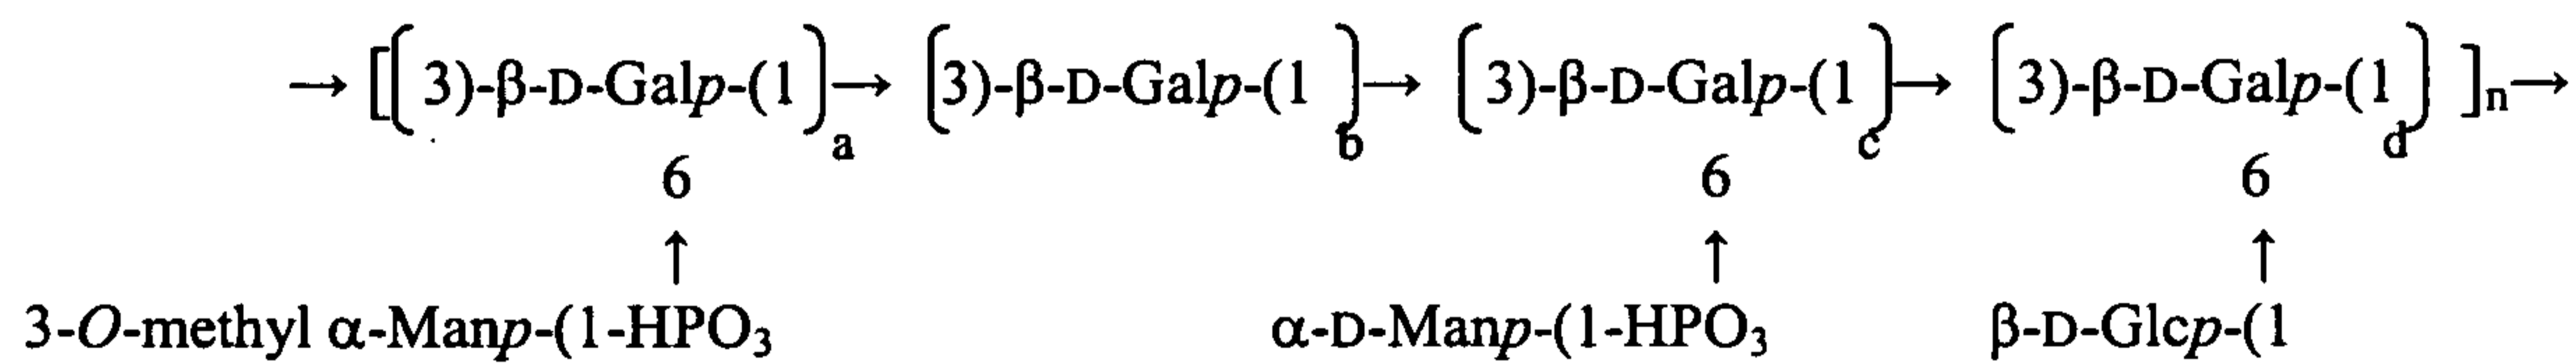 → [(3)-β-D-Galp-(1)a→ (3)-β-D-Galp-(1)b→ (3)-β-D-Galp-(1)c→ (3)-β-D-Galp-(1)d ]n→
6 6 6
↑ ↑ ↑
3-O-methyl α-Manp-(1-HPO₃ α-D-Manp-(1-HPO₃ β-D-Glcp-(1